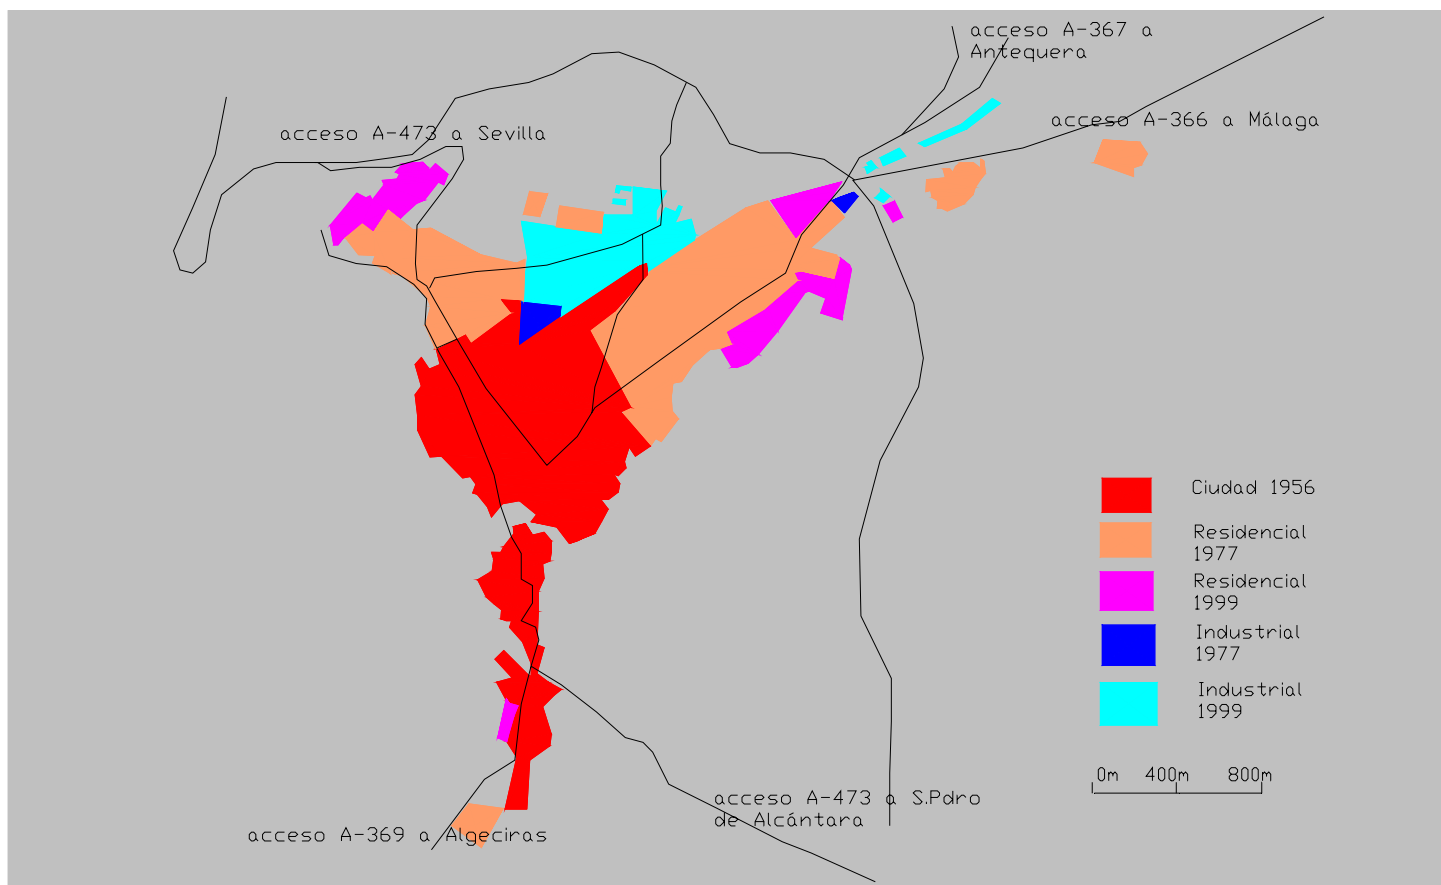 acceso A-367 a
Antequera
acceso A-366 a Málaga
acceso A-473 a Sevilla
Ciudad 1956
Residencial
1977
Residencial
1999
Industrial
1977
Industrial
1999
0m 400m 800m
acceso A-473 a S.Pdro
de Alcántara
acceso A-369 a Algeciras